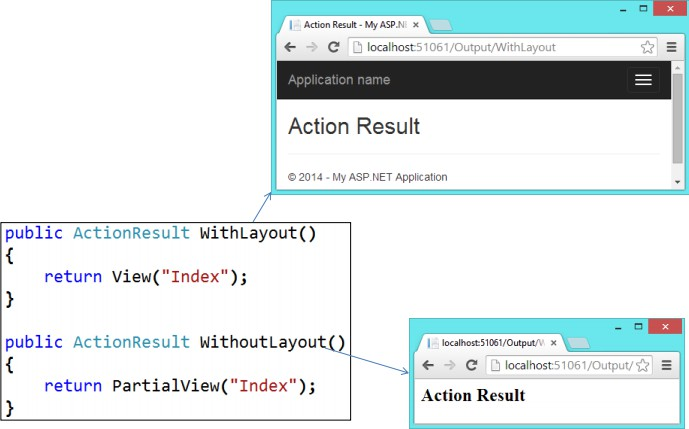 Action Result - My ASP.NE
localhost:51061/Output/WithLayout
Application name
Action Result
© 2014 - My ASP.NET Application
public ActionResult WithLayout()
{
return View("Index");
}
public ActionResult WithoutLayout()
{
return PartialView("Index");
}
localhost:51061/Output/W
localhost:51061/Output/
Action Result